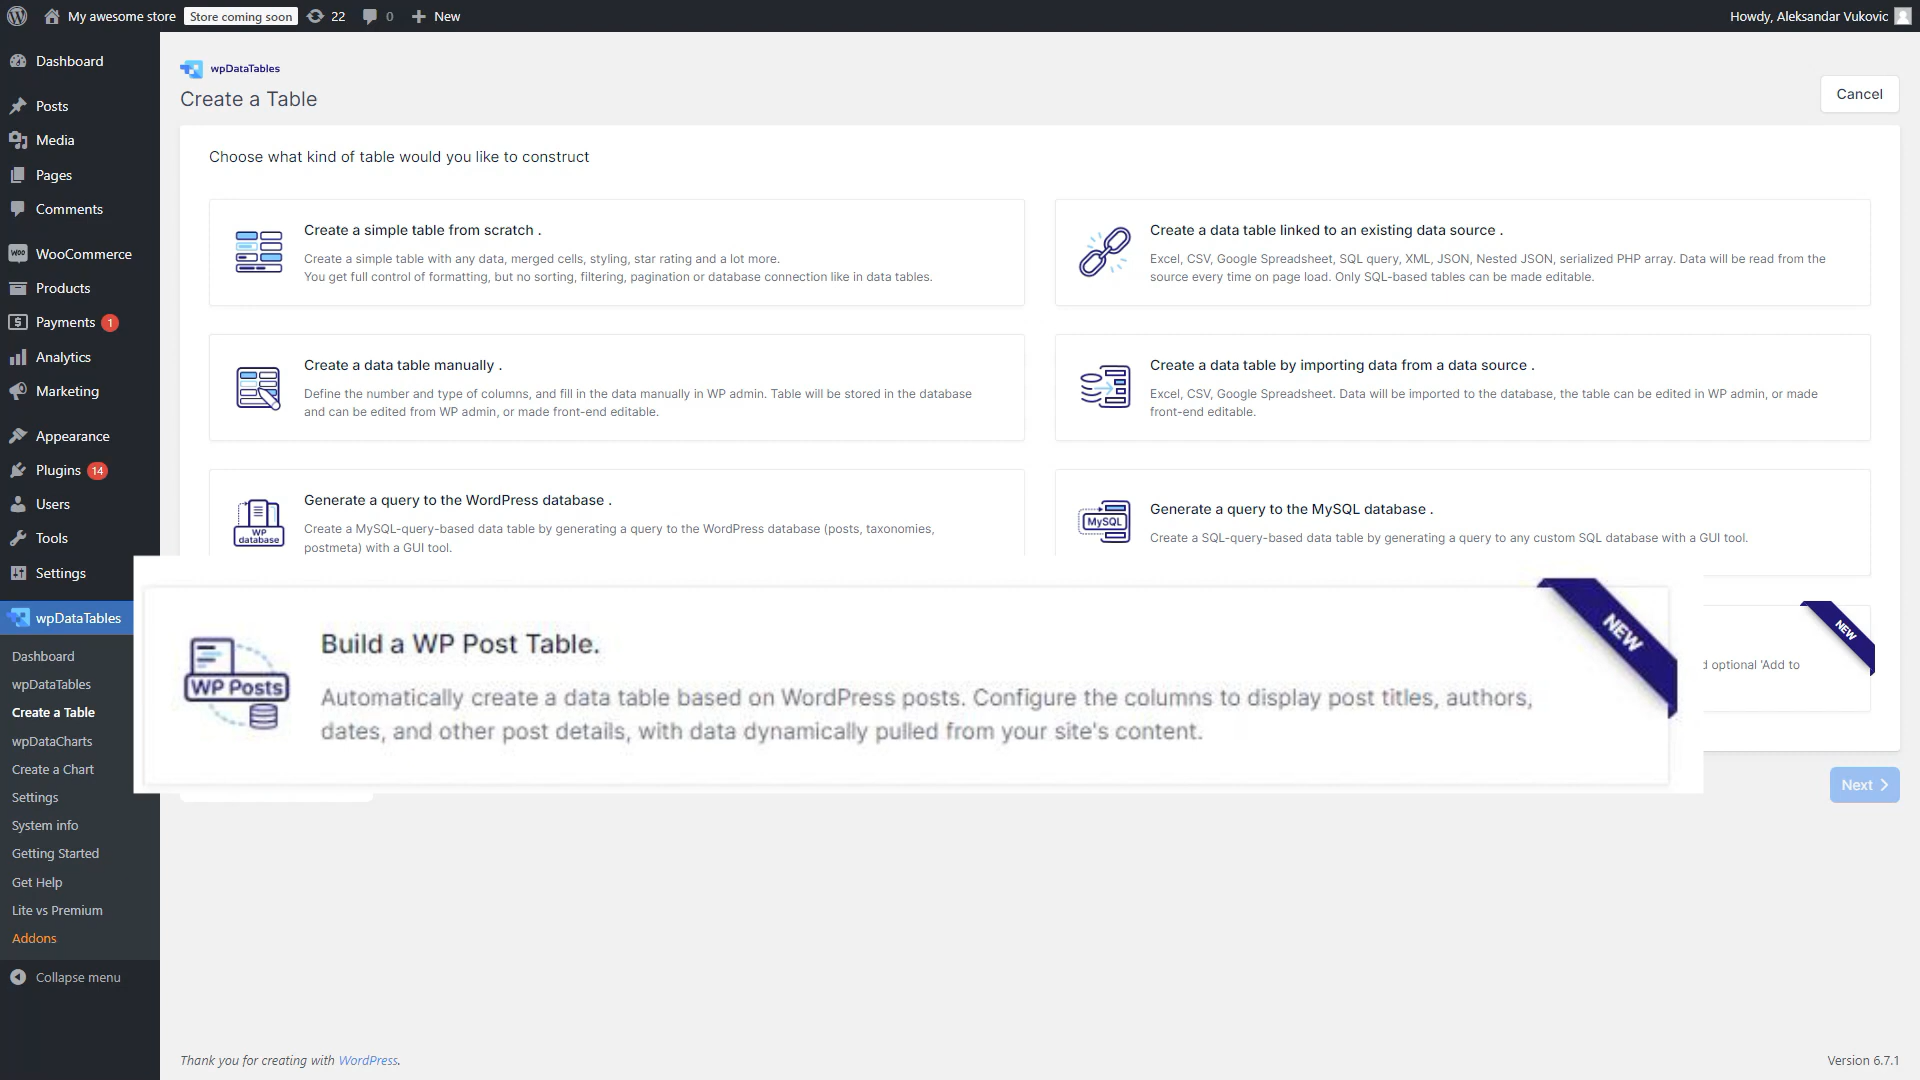 My awesome store
Store coming soon
22
0
New
Howdy, Aleksandar Vukovic
Dashboard
Posts
Media
Pages
Comments
WOO
WooCommerce
Products
Payments 1
Analytics
Marketing
Appearance
Plugins 14
Users
Tools
Settings
wpDataTables
Dashboard
wpDataTables
Create a Table
wpDataCharts
Create a Chart
Settings
System info
Getting Started
Get Help
Lite vs Premium
Addons
Collapse menu
wpDataTables
Create a Table
Cancel
Choose what kind of table would you like to construct
Create a simple table from scratch .
Create a simple table with any data, merged cells, styling, star rating and a lot more.
You get full control of formatting, but no sorting, filtering, pagination or database connection like in data tables.
Create a data table linked to an existing data source .
Excel, CSV, Google Spreadsheet, SQL query, XML, JSON, Nested JSON, serialized PHP array. Data will be read from the
source every time on page load. Only SQL-based tables can be made editable.
Create a data table manually .
Define the number and type of columns, and fill in the data manually in WP admin. Table will be stored in the database
and can be edited from WP admin, or made front-end editable.
Create a data table by importing data from a data source .
Excel, CSV, Google Spreadsheet. Data will be imported to the database, the table can be edited in WP admin, or made
front-end editable.
WP
database
Generate a query to the WordPress database .
Create a MySQL-query-based data table by generating a query to the WordPress database (posts, taxonomies,
postmeta) with a GUI tool.
MySQL
Generate a query to the MySQL database .
Create a SQL-query-based data table by generating a query to any custom SQL database with a GUI tool.
WP Posts
Build a WP Post Table.
Automatically create a data table based on WordPress posts. Configure the columns to display post titles, authors,
dates, and other post details, with data dynamically pulled from your site's content.
NEW
NEW
optional 'Add to
Next
Thank you for creating with WordPress.
Version 6.7.1